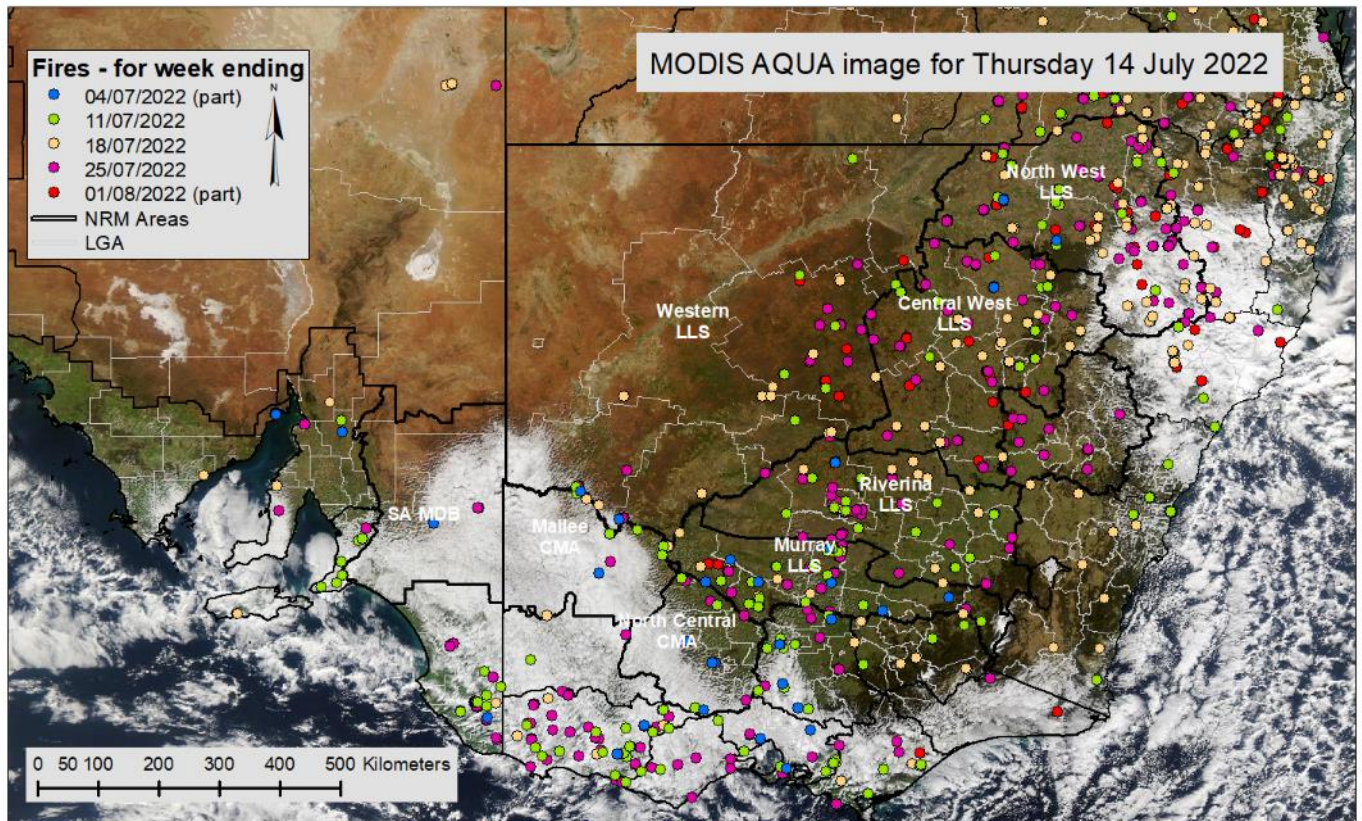 MODIS AQUA image for Thursday 14 July 2022
Fires - for week ending
N
04/07/2022 (part)
11/07/2022
18/07/2022
25/07/2022
01/08/2022 (part)
NRM Areas
LGA
North West
LLS
Western
LLS
Central West
LLS
Riverina
LLS
SA MDB
Mallee
CMA
Murray
LLS
North Central
CMA
0 50 100 200 300 400 500 Kilometers